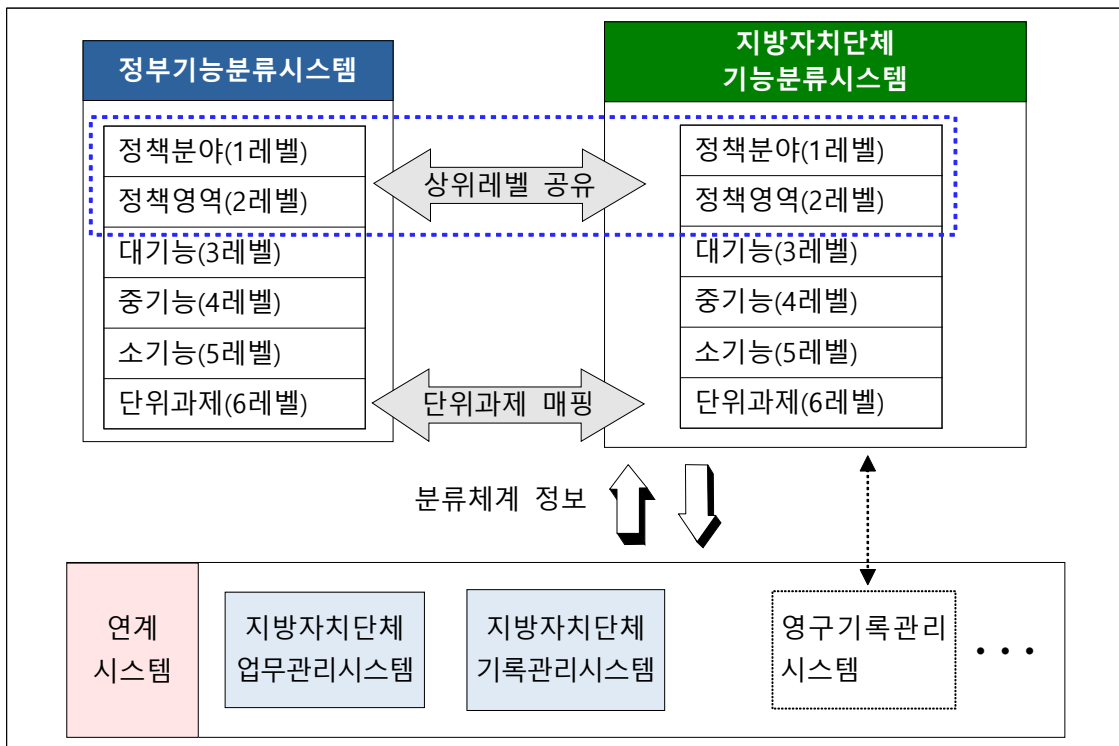 정부기능분류시스템
지방자치단체
기능분류시스템
정책분야(1레벨)
정책영역(2레벨)
대기능(3레벨)
중기능(4레벨)
소기능(5레벨)
단위과제(6레벨)
상위레벨 공유
단위과제 매핑
정책분야(1레벨)
정책영역(2레벨)
대기능(3레벨)
중기능(4레벨)
소기능(5레벨)
단위과제(6레벨)
분류체계 정보
연계
시스템
지방자치단체
업무관리시스템
지방자치단체
기록관리시스템
영구기록관리
시스템
• • •